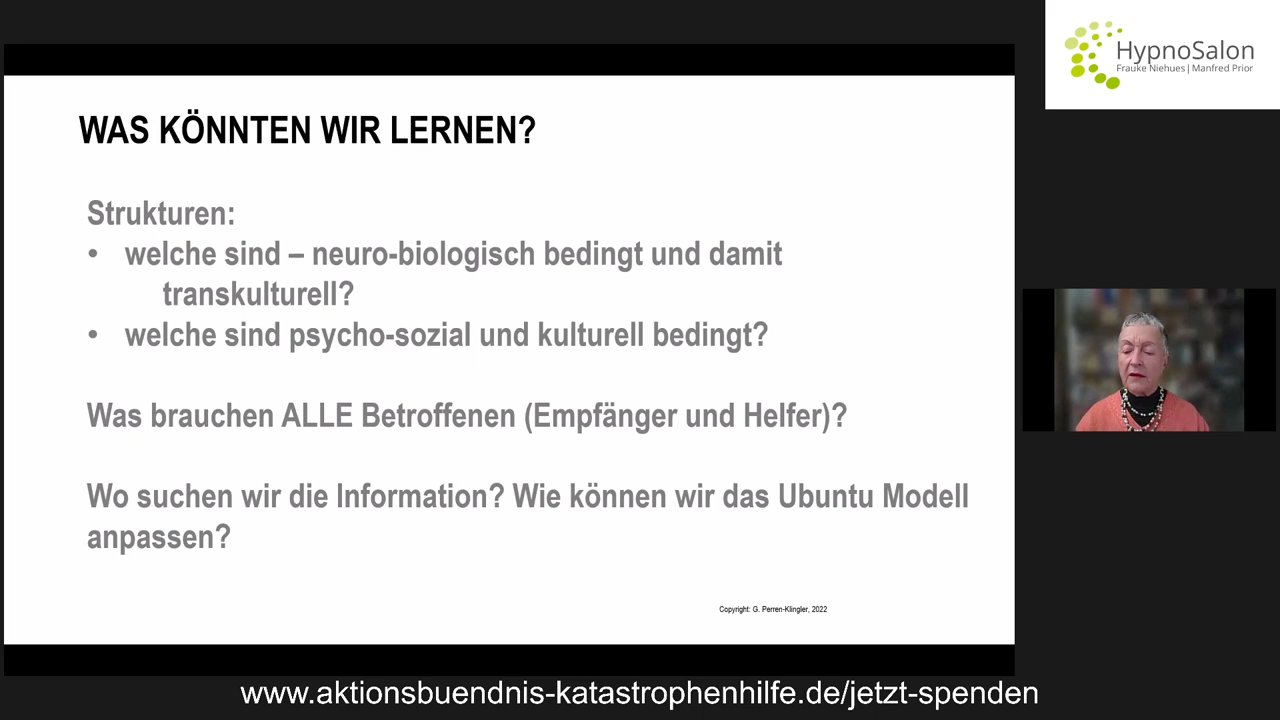 HypnoSalon
Frauke Niehues | Manfred Prior
WAS KÖNNTEN WIR LERNEN?
Strukturen:
• welche sind – neuro-biologisch bedingt und damit
transkulturell?
• welche sind psycho-sozial und kulturell bedingt?
Was brauchen ALLE Betroffenen (Empfänger und Helfer)?
Wo suchen wir die Information? Wie können wir das Ubuntu Modell
anpassen?
Copyright: G. Perren-Klingler, 2022
www.aktionsbuendnis-katastrophenhilfe.de/jetzt-spenden